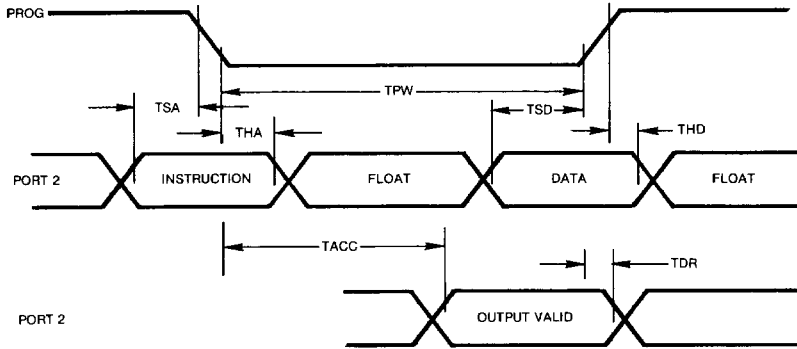 PROG
TPW
TSA
TSD
THA
THD
PORT 2
INSTRUCTION
FLOAT
DATA
FLOAT
TACC
TDR
PORT 2
OUTPUT VALID